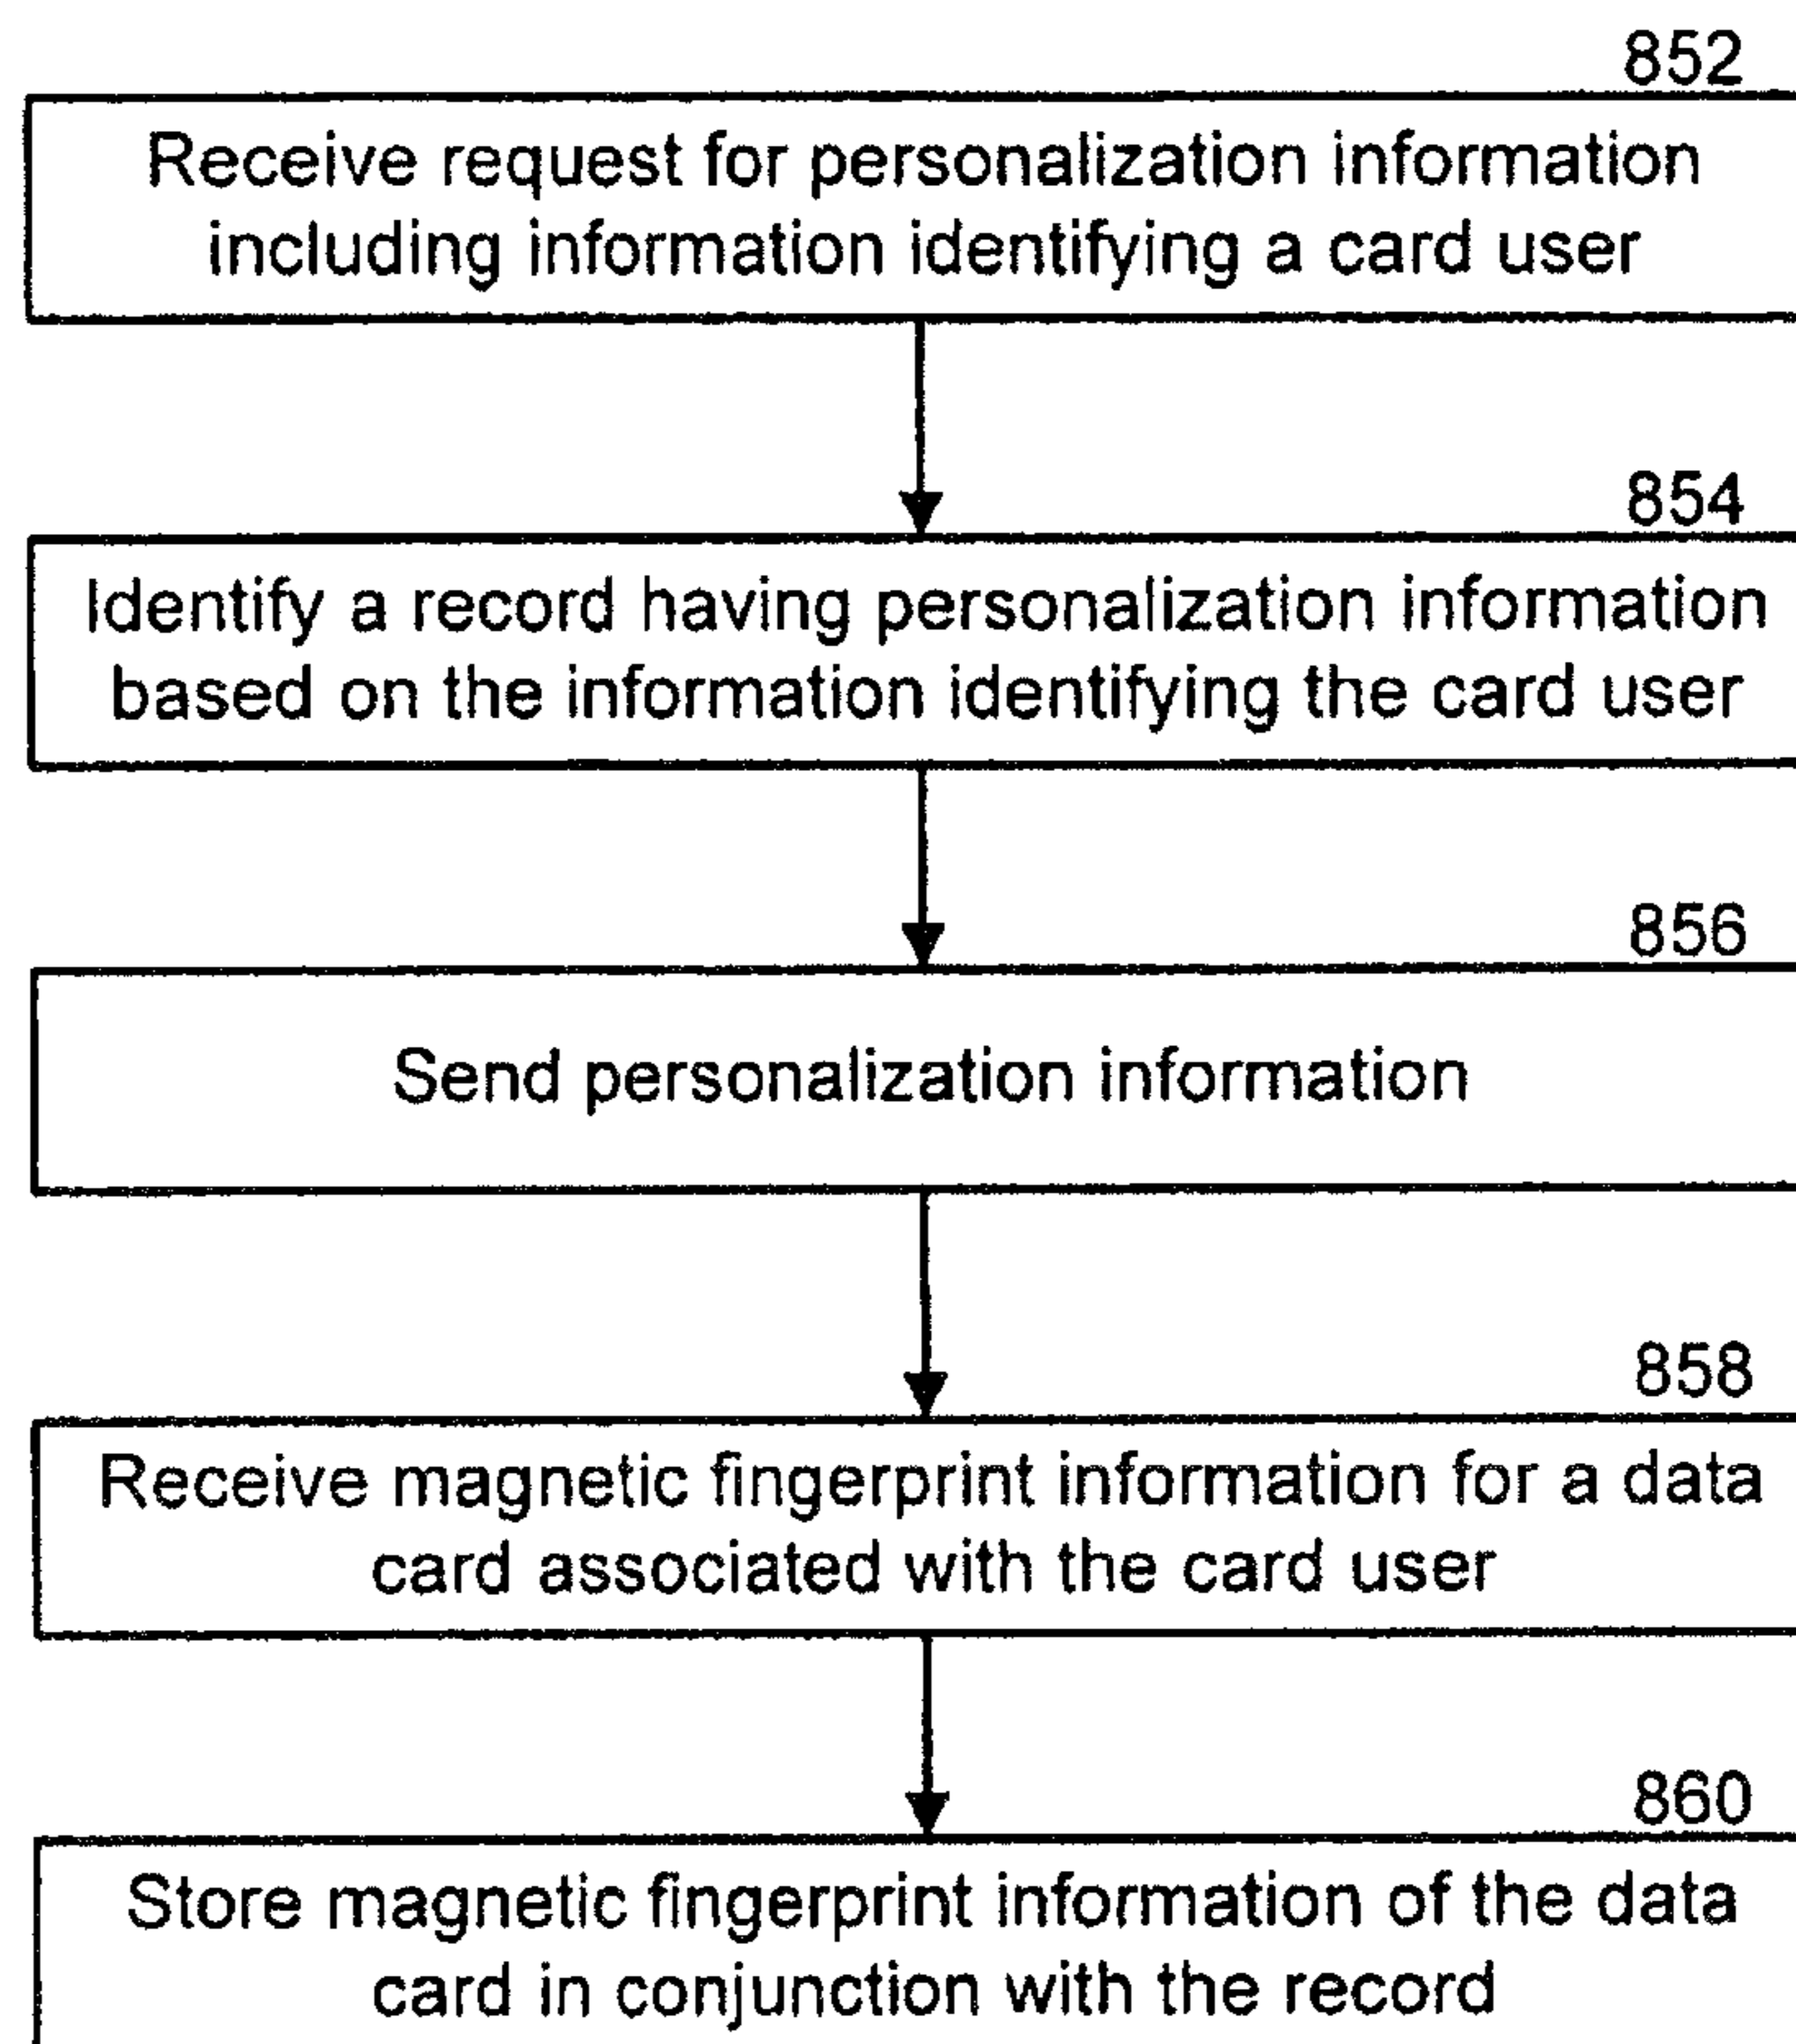 852
Receive request for personalization information
including information identifying a card user
854
Identify a record having personalization information
based on the information identifying the card user
856
Send personalization information
858
Receive magnetic fingerprint information for a data
card associated with the card user
860
Store magnetic fingerprint information of the data
card in conjunction with the record